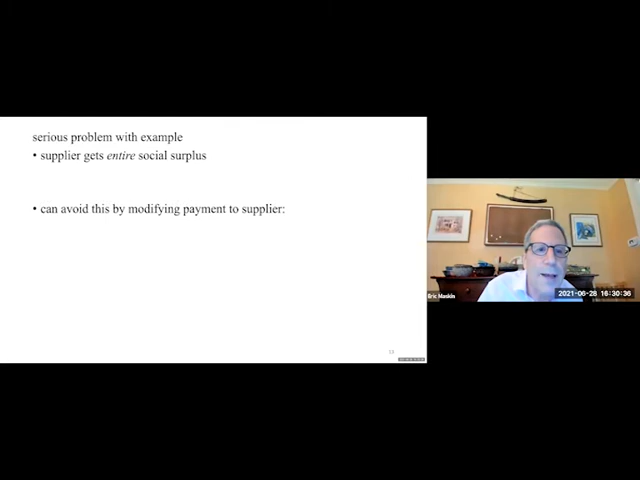 serious problem with example
• supplier gets entire social surplus
• can avoid this by modifying payment to supplier:
Eric Maskin
2021-06-28 16:30:36